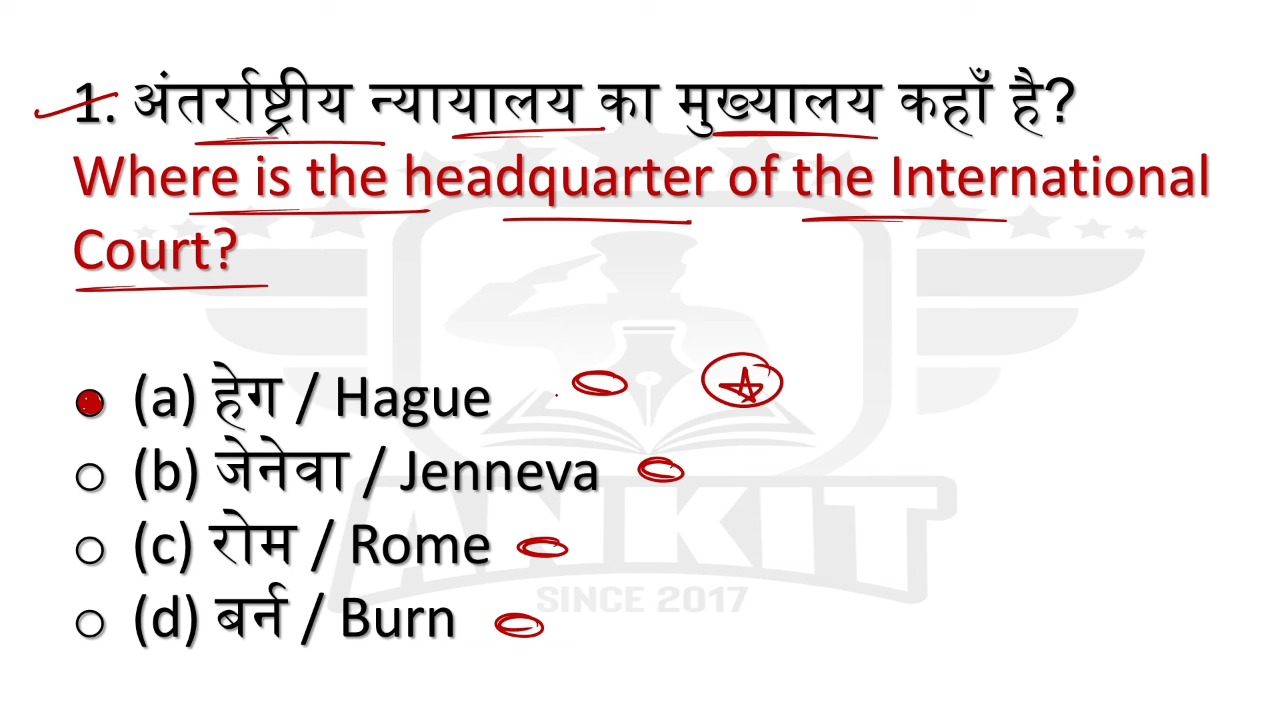 1. अंतर्राष्ट्रीय न्यायालय का मुख्यालय कहाँ है?
Where is the headquarter of the International
Court?
(a) हेग / Hague
(b) जेनेवा / Jenneva
(c) रोम / Rome
(d) बर्न / Burn
ANKIT
SINCE 2017